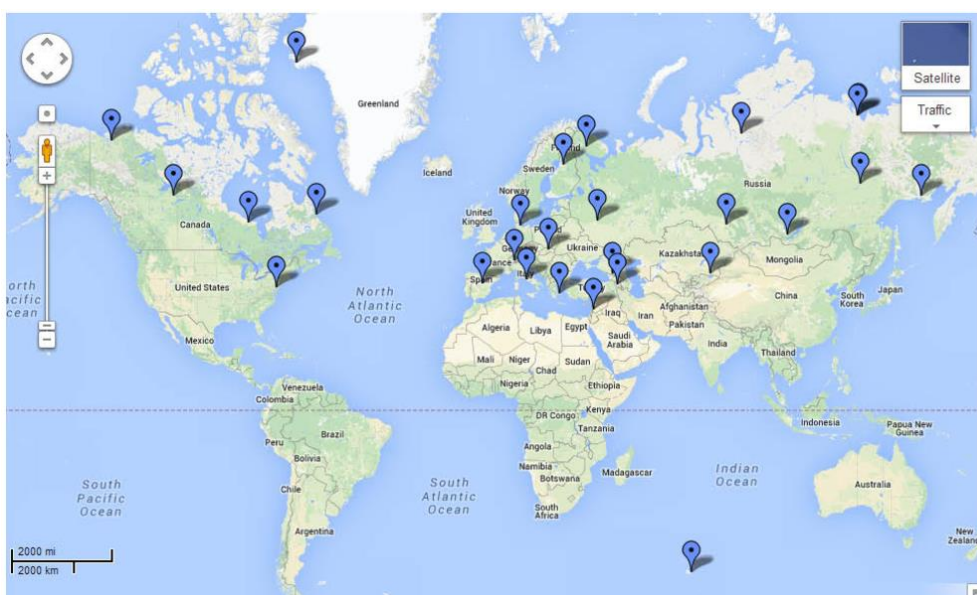 Satellite
Traffic
Greenland
Iceland
Sweden
Norway
Russia
Canada
United
Kingdom
Ukraine
Kazakhstan
Mongolia
Spain
United States
North
Atlantic
Ocean
Iraq
Iran
Afghanistan
Pakistan
China
South
Korea
Japan
Mexico
Algeria
Libya
Egypt
Saudi
Arabia
India
Thailand
Mali
Niger
Chad
Sudan
Nigeria
Ethiopia
Venezuela
Colombia
DR Congo
Kenya
Tanzania
Indonesia
Papua New
Guinea
Brazil
Peru
Bolivia
Angola
Namibia
Botswana
Madagascar
South
Pacific
Ocean
Chile
South
Atlantic
Ocean
Indian
Ocean
Australia
South
Africa
Argentina
New
Zealan
2000 mi
2000 km